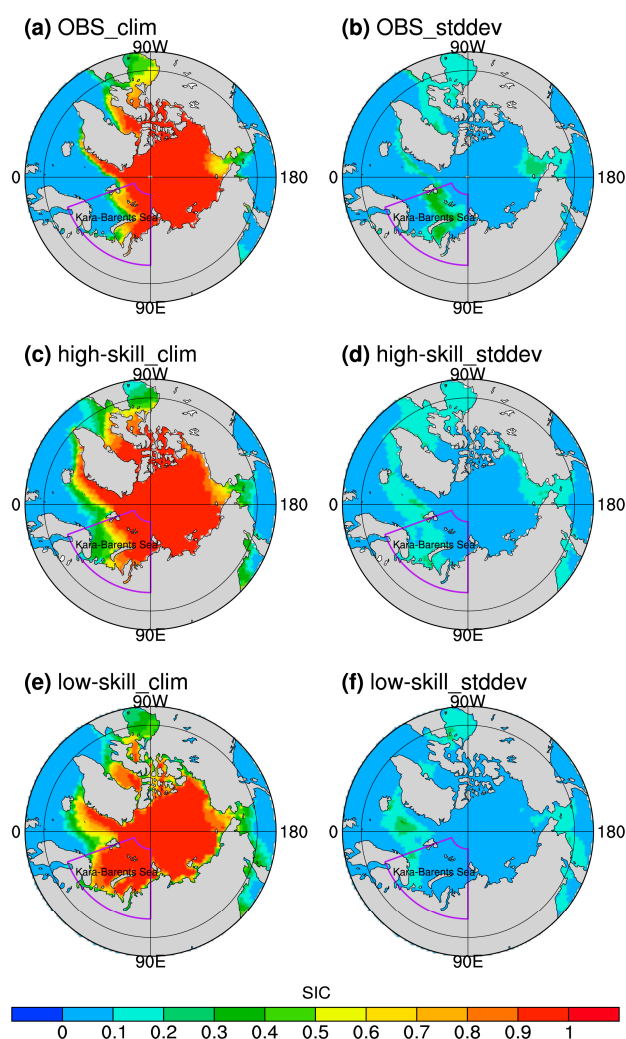 (a) OBS_clim
90W
0
180
Kara-Barents Sea
90E
(b) OBS_stddev
90W
0
180
Kara-Barents Sea
90E
(c) high-skill_clim
90W
0
180
Kara-Barents Sea
90E
(d) high-skill_stddev
90W
0
180
Kara-Barents Sea
90E
(e) low-skill_clim
90W
0
180
Kara-Barents Sea
90E
(f) low-skill_stddev
90W
0
180
Kara-Barents Sea
90E
SIC
0 0.1 0.2 0.3 0.4 0.5 0.6 0.7 0.8 0.9 1